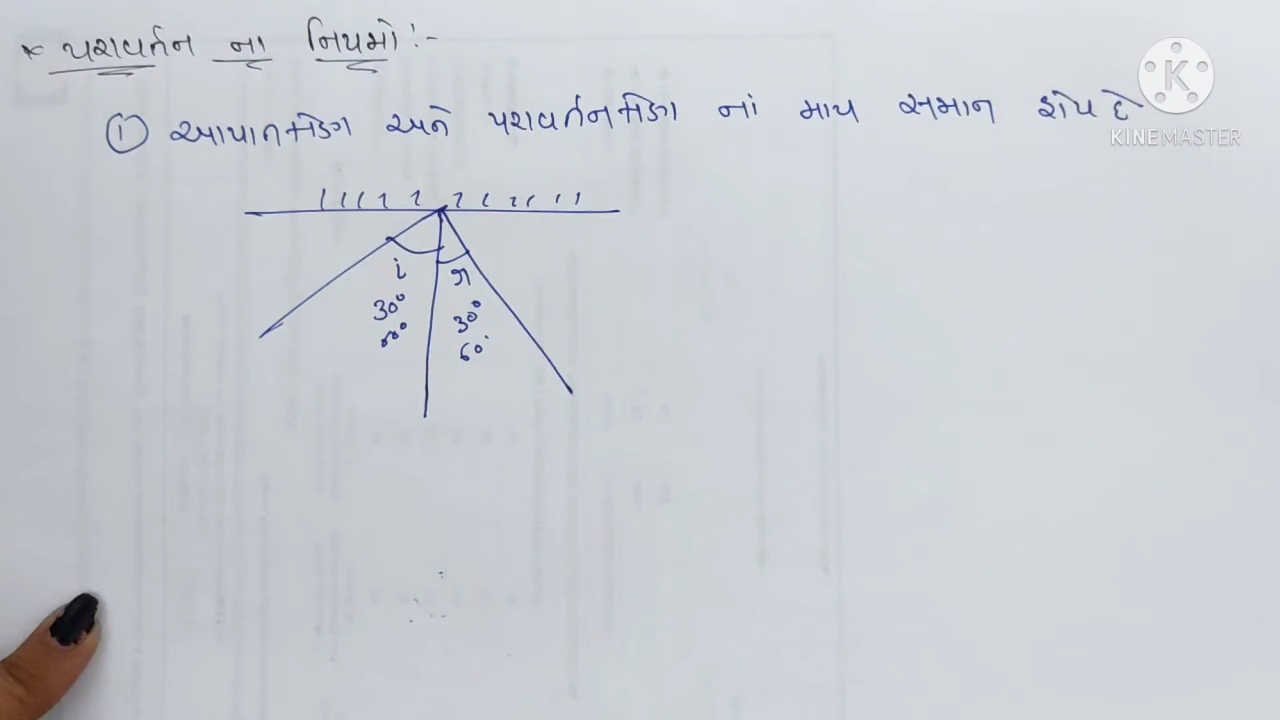 * પરાવર્તન ના નિયમો :-
① આપાતકોણ અને પરાવર્તનકોણ નાં માપ સમાન હોય છે
i
r
30°
30°
60°
K
KINEMASTER